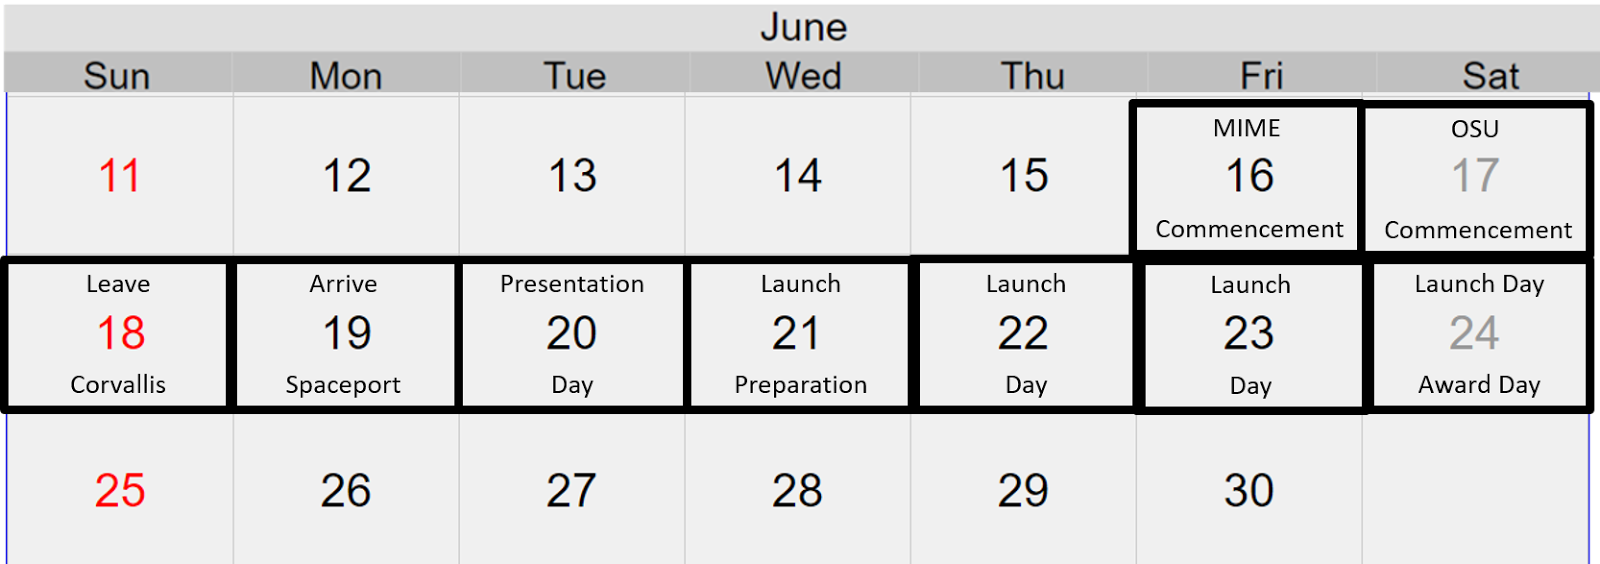 June
Sun Mon Tue Wed Thu Fri Sat
MIME OSU
11 12 13 14 15 16 17
Commencement Commencement
Leave Arrive Presentation Launch Launch Launch Launch Day
18 19 20 21 22 23 24
Corvallis Spaceport Day Preparation Day Day Award Day
25 26 27 28 29 30